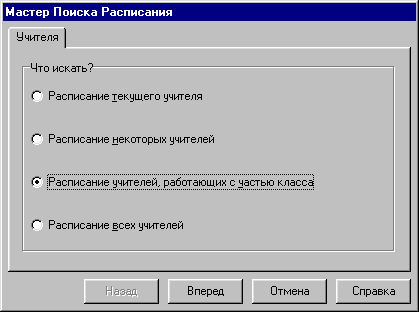 Мастер Поиска Расписания
Учителя
Что искать?
Расписание текущего учителя
Расписание некоторых учителей
Расписание учителей, работающих с частью класса
Расписание всех учителей
Назад Вперед Отмена Справка